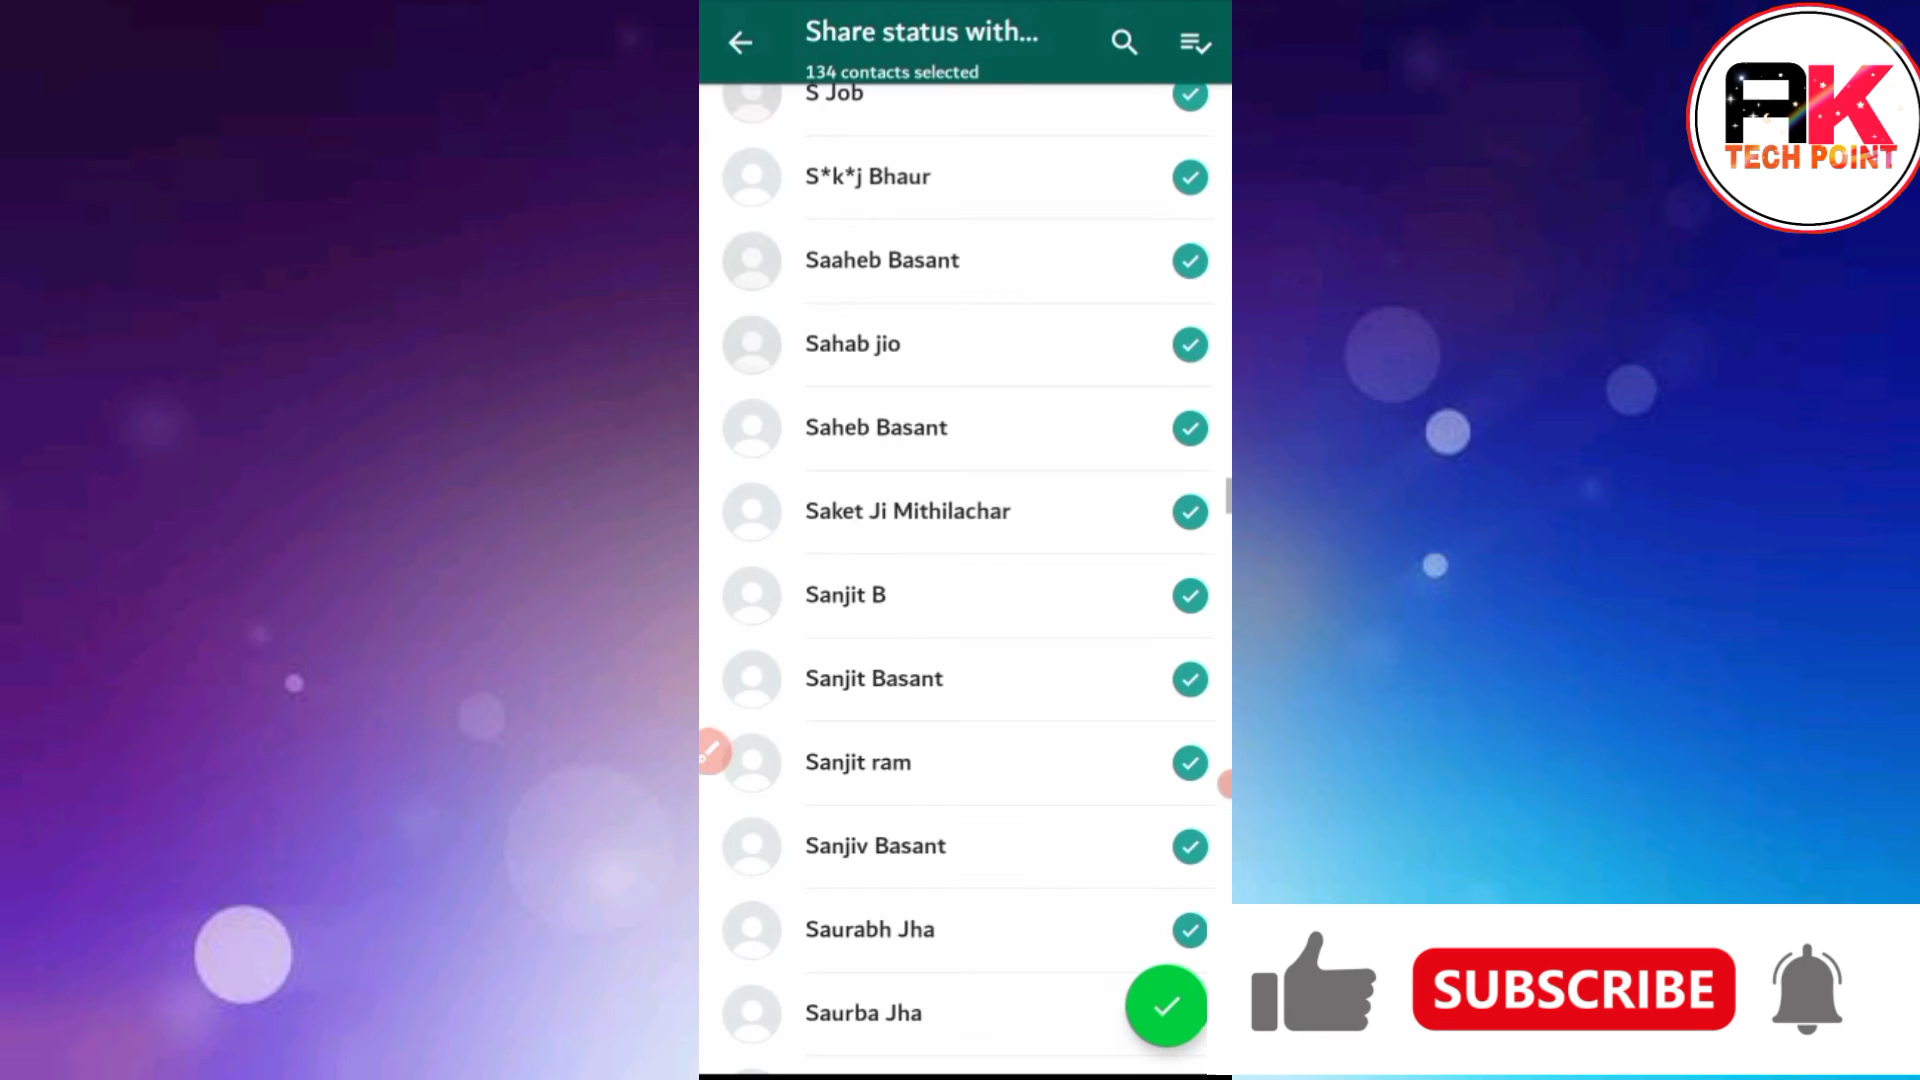 Share status with...
134 contacts selected
S Job
S*k*j Bhaur
Saaheb Basant
Sahab jio
Saheb Basant
Saket Ji Mithilachar
Sanjit B
Sanjit Basant
Sanjit ram
Sanjiv Basant
Saurabh Jha
Saurba Jha
AK
TECH POINT
SUBSCRIBE